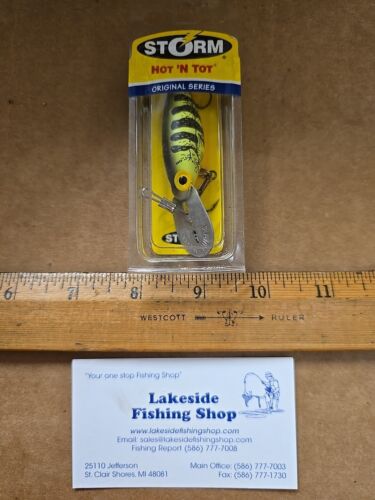 STORM
HOT 'N TOT®
ORIGINAL SERIES
6 7 8 9 10 11
WESTCOTT RULER
"Your one stop Fishing Shop"
Lakeside
Fishing Shop
www.lakesidefishingshop.com
Email: sales@lakesidefishingshop.com
Fishing Report (586) 777-7008
25110 Jefferson Main Office: (586) 777-7003
St. Clair Shores, MI 48081 Fax: (586) 777-1730